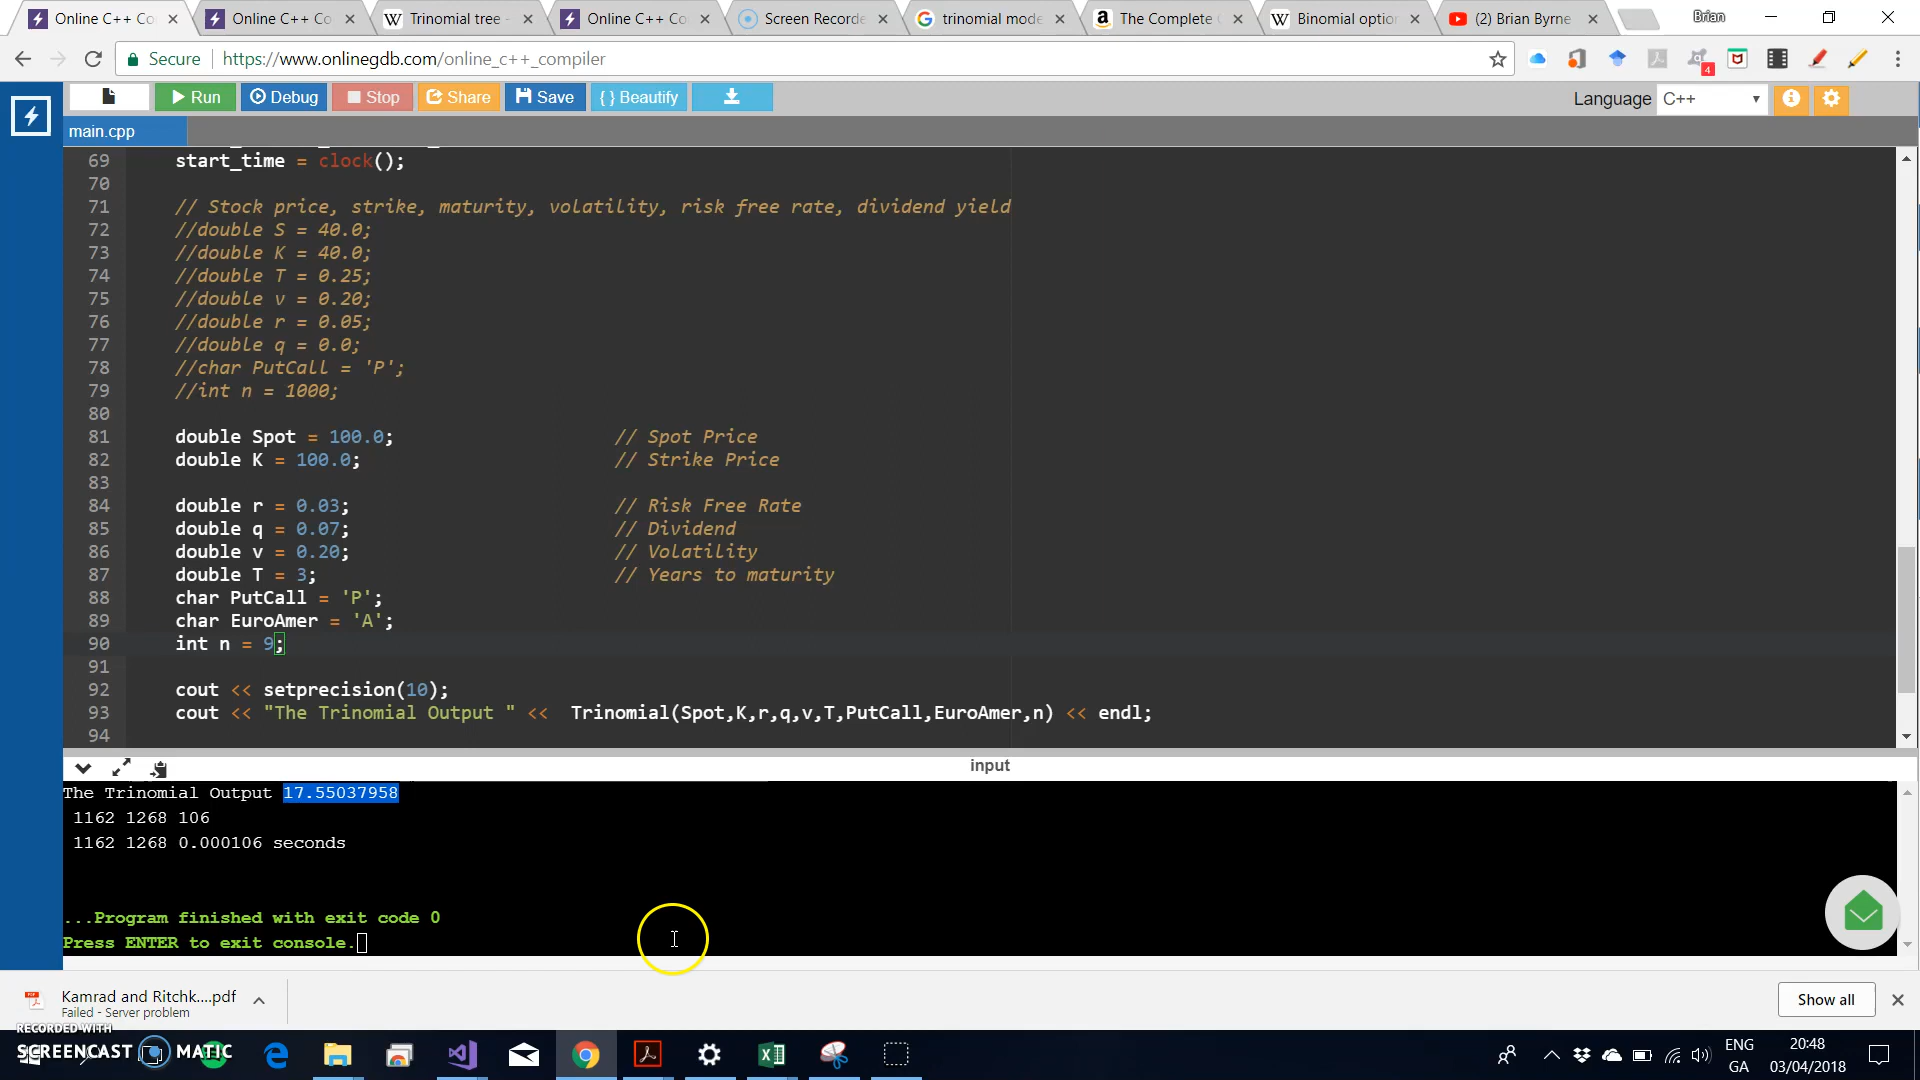 Online C++ Co
Online C++ Co
Trinomial tree -
Online C++ Co
Screen Recorde
trinomial mode
The Complete
Binomial option
(2) Brian Byrne
Brian
Secure
https://www.onlinegdb.com/online_c++_compiler
4
Run
Debug
Stop
Share
Save
{ } Beautify
Language
C++
main.cpp
69 start_time = clock();
70
71 // Stock price, strike, maturity, volatility, risk free rate, dividend yield
72 //double S = 40.0;
73 //double K = 40.0;
74 //double T = 0.25;
75 //double v = 0.20;
76 //double r = 0.05;
77 //double q = 0.0;
78 //char PutCall = 'P';
79 //int n = 1000;
80
81 double Spot = 100.0; // Spot Price
82 double K = 100.0; // Strike Price
83
84 double r = 0.03; // Risk Free Rate
85 double q = 0.07; // Dividend
86 double v = 0.20; // Volatility
87 double T = 3; // Years to maturity
88 char PutCall = 'P';
89 char EuroAmer = 'A';
90 int n = 9;
91
92 cout << setprecision(10);
93 cout << "The Trinomial Output " << Trinomial(Spot,K,r,q,v,T,PutCall,EuroAmer,n) << endl;
94
input
The Trinomial Output 17.55037958
1162 1268 106
1162 1268 0.000106 seconds
...Program finished with exit code 0
Press ENTER to exit console.
Kamrad and Ritchk....pdf
Failed - Server problem
Show all
RECORDED WITH
SCREENCAST MATIC
ENG
GA
20:48
03/04/2018